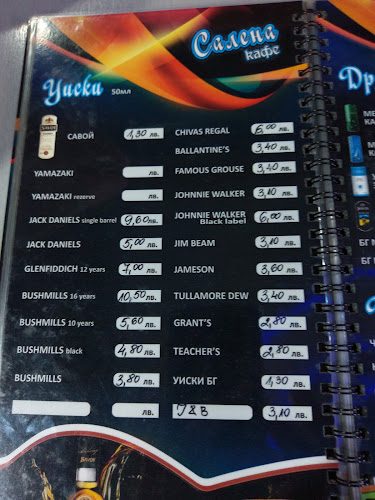 Салена
кафе
Уиски 50мл
САВОЙ 1,30 лв.
YAMAZAKI лв.
YAMAZAKI reserve лв.
JACK DANIELS single barrel 9,60 лв.
JACK DANIELS 5,00 лв.
GLENFIDDICH 12 years 7,00 лв.
BUSHMILLS 16 years 10,50 лв.
BUSHMILLS 10 years 5,60 лв.
BUSHMILLS black 4,80 лв.
BUSHMILLS 3,80 лв.
лв.
CHIVAS REGAL 6,00 лв.
BALLANTINE'S 3,40 лв.
FAMOUS GROUSE 3,40 лв.
JOHNNIE WALKER 3,10 лв.
JOHNNIE WALKER
Black label 6,00 лв.
JIM BEAM 3,10 лв.
JAMESON 3,60 лв.
TULLAMORE DEW 3,40 лв.
GRANT'S 2,80 лв.
TEACHER'S 2,80 лв.
УИСКИ БГ 1,30 лв.
J&B 3,10 лв.